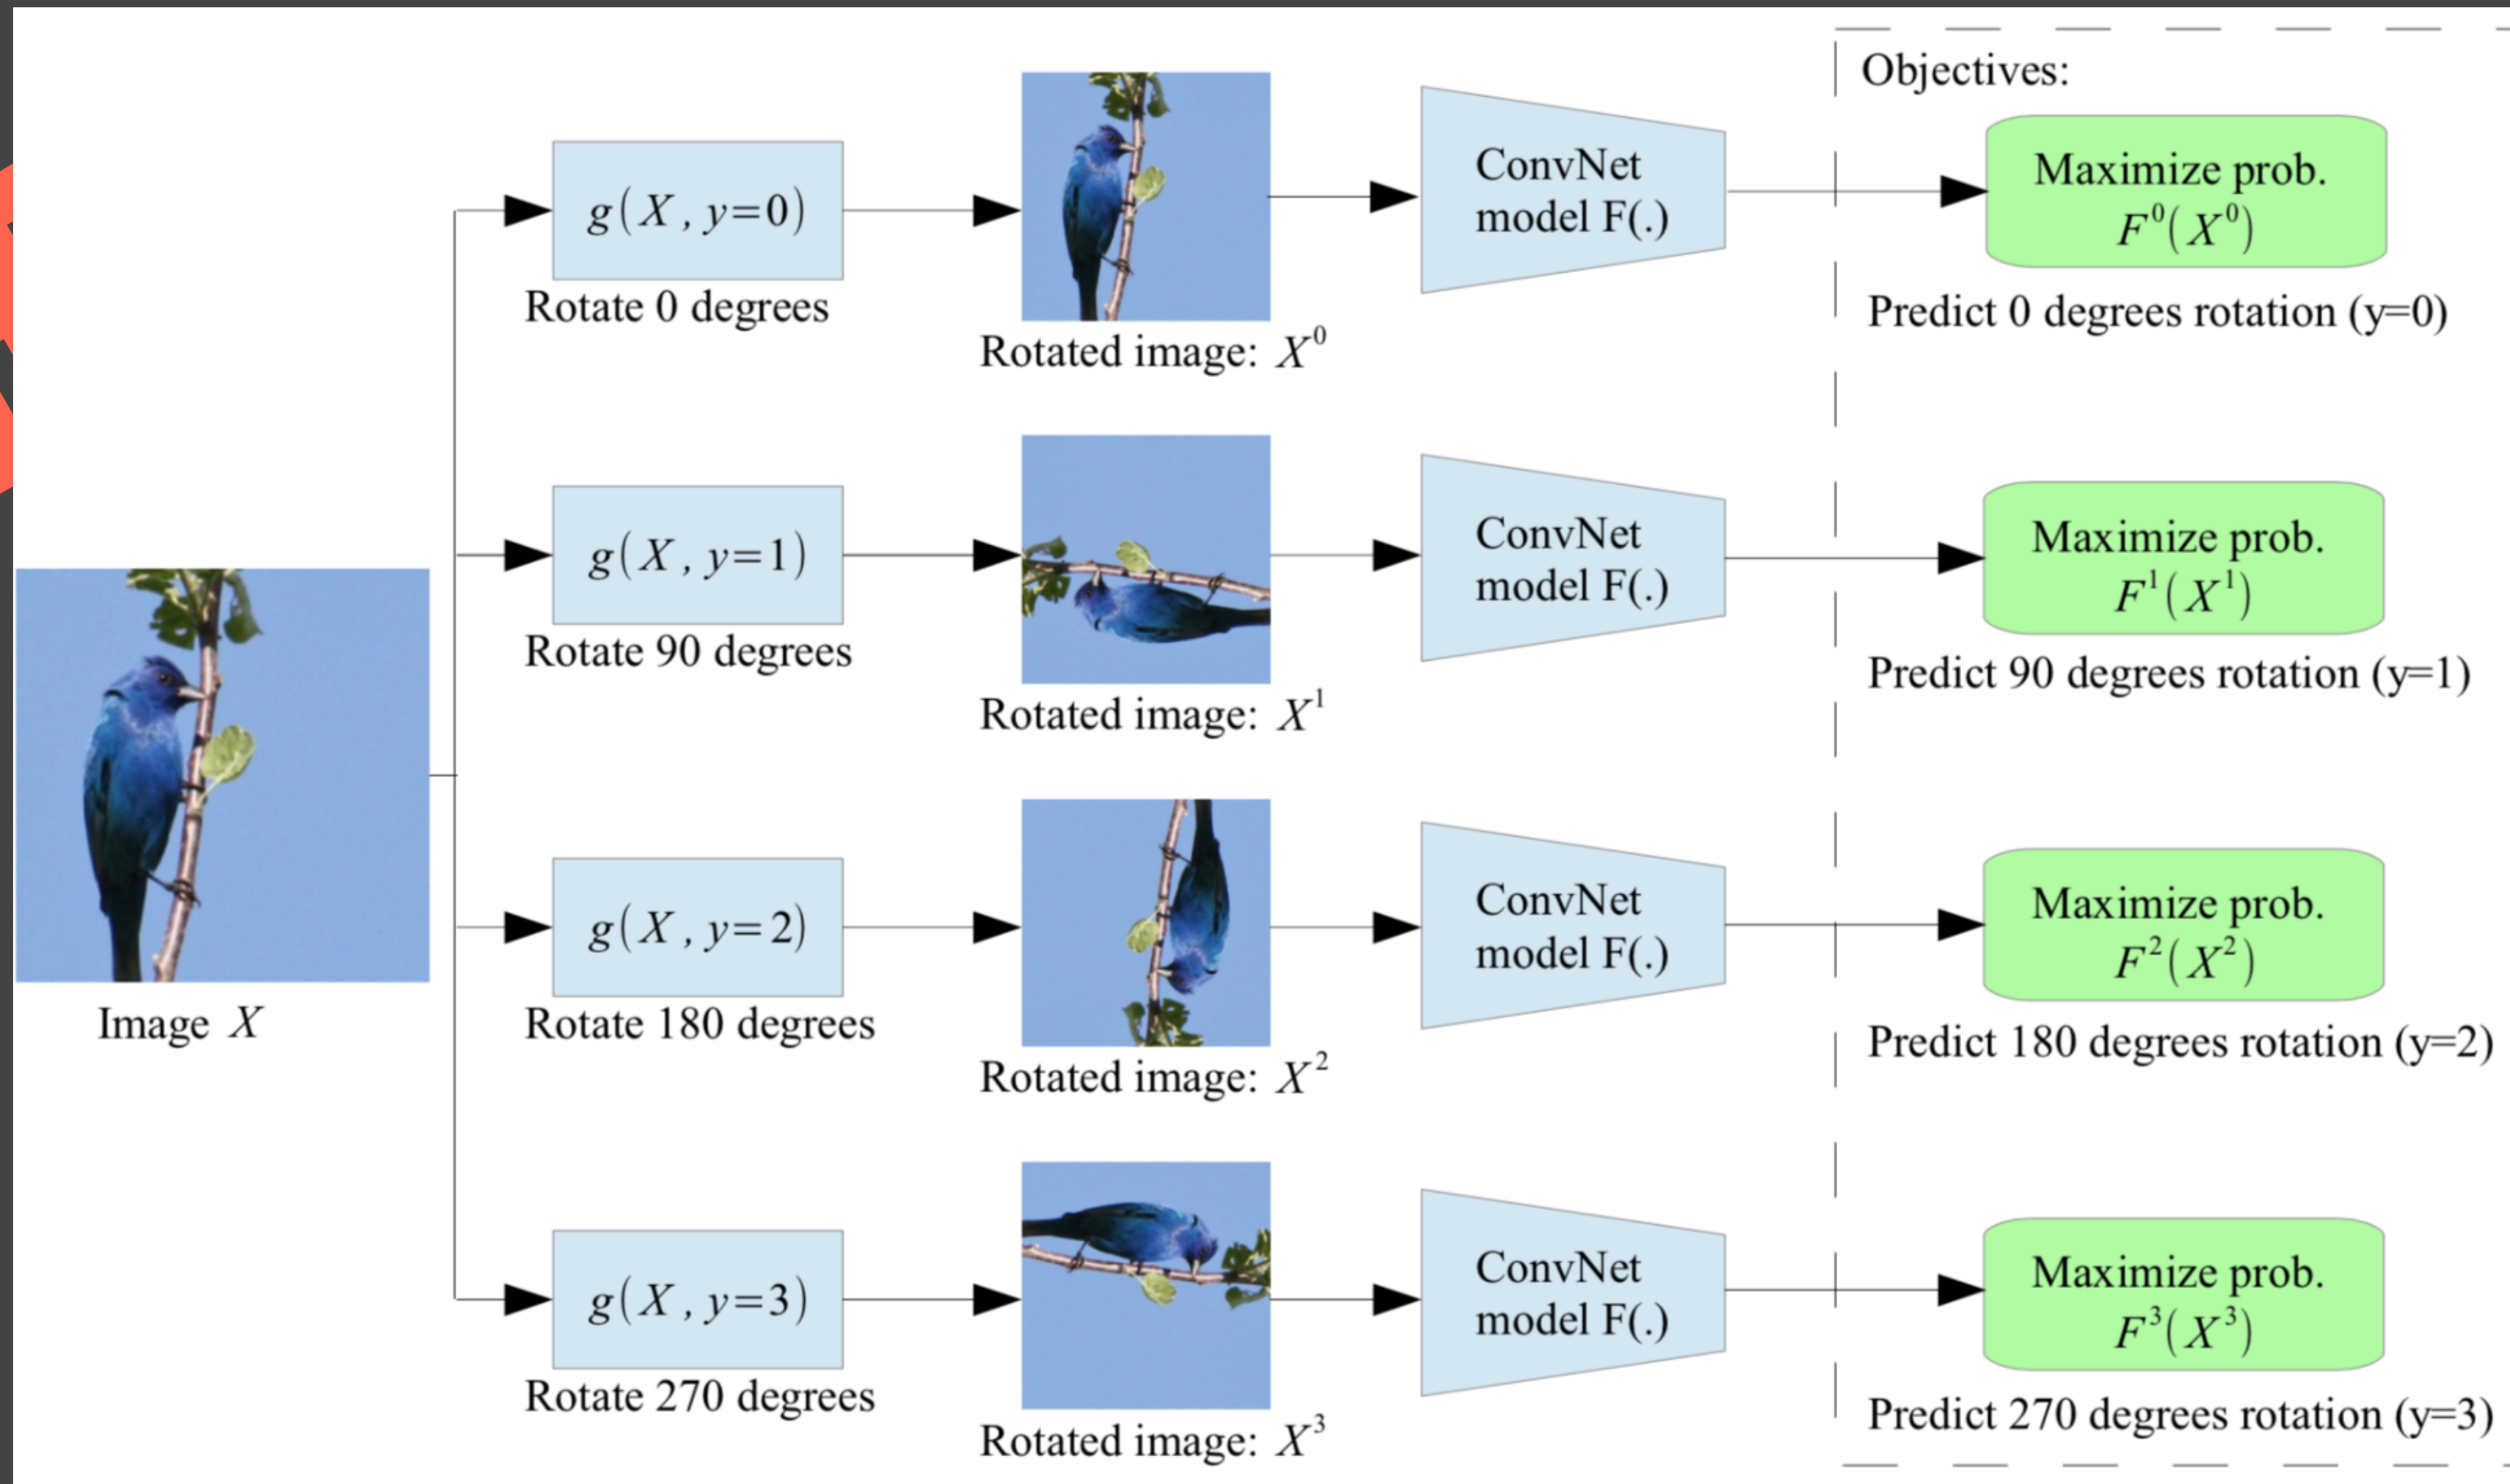 Objectives:
g(X, y=0)
Rotate 0 degrees
Rotated image: X⁰
ConvNet
model F(.)
Maximize prob.
F⁰(X⁰)
Predict 0 degrees rotation (y=0)
g(X, y=1)
Rotate 90 degrees
Rotated image: X¹
ConvNet
model F(.)
Maximize prob.
F¹(X¹)
Predict 90 degrees rotation (y=1)
Image X
g(X, y=2)
Rotate 180 degrees
Rotated image: X²
ConvNet
model F(.)
Maximize prob.
F²(X²)
Predict 180 degrees rotation (y=2)
g(X, y=3)
Rotate 270 degrees
Rotated image: X³
ConvNet
model F(.)
Maximize prob.
F³(X³)
Predict 270 degrees rotation (y=3)